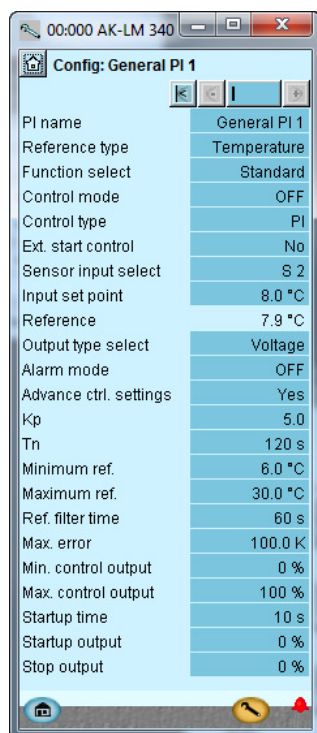 00:000 AK-LM 340
Config: General PI 1
PI name General PI 1
Reference type Temperature
Function select Standard
Control mode OFF
Control type PI
Ext. start control No
Sensor input select S 2
Input set point 8.0 °C
Reference 7.9 °C
Output type select Voltage
Alarm mode OFF
Advance ctrl. settings Yes
Kp 5.0
Tn 120 s
Minimum ref. 6.0 °C
Maximum ref. 30.0 °C
Ref. filter time 60 s
Max. error 100.0 K
Min. control output 0 %
Max. control output 100 %
Startup time 10 s
Startup output 0 %
Stop output 0 %